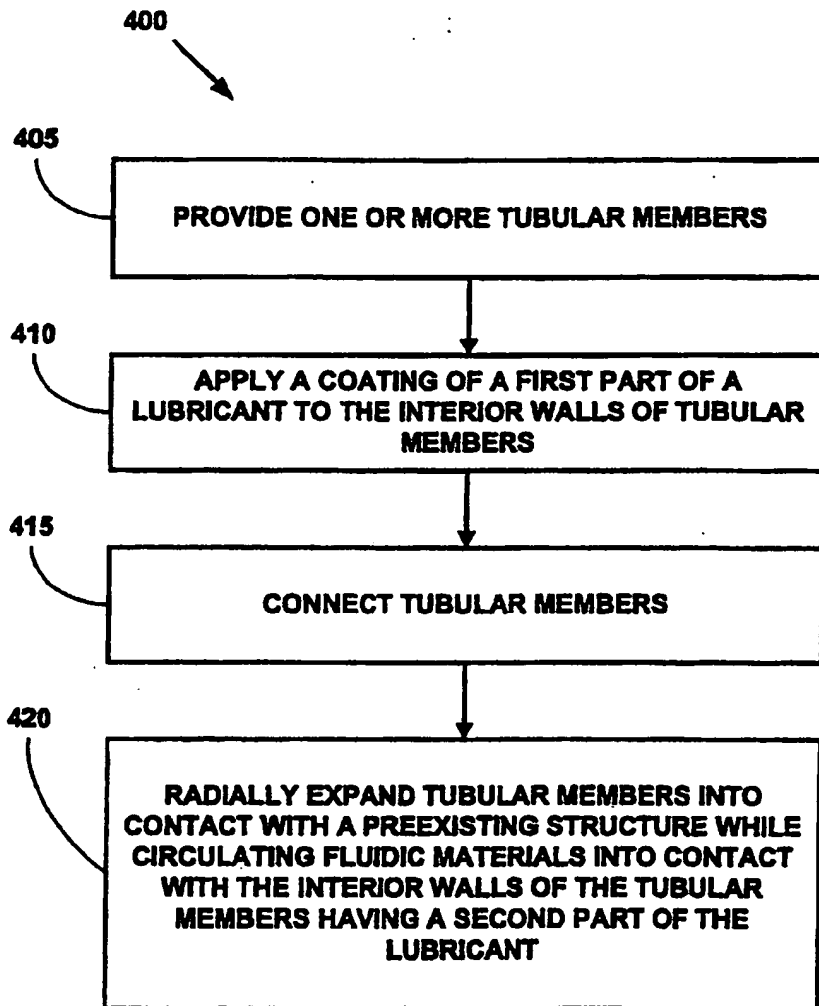 400
405
PROVIDE ONE OR MORE TUBULAR MEMBERS
410
APPLY A COATING OF A FIRST PART OF A
LUBRICANT TO THE INTERIOR WALLS OF TUBULAR
MEMBERS
415
CONNECT TUBULAR MEMBERS
420
RADIALLY EXPAND TUBULAR MEMBERS INTO
CONTACT WITH A PREEXISTING STRUCTURE WHILE
CIRCULATING FLUIDIC MATERIALS INTO CONTACT
WITH THE INTERIOR WALLS OF THE TUBULAR
MEMBERS HAVING A SECOND PART OF THE
LUBRICANT